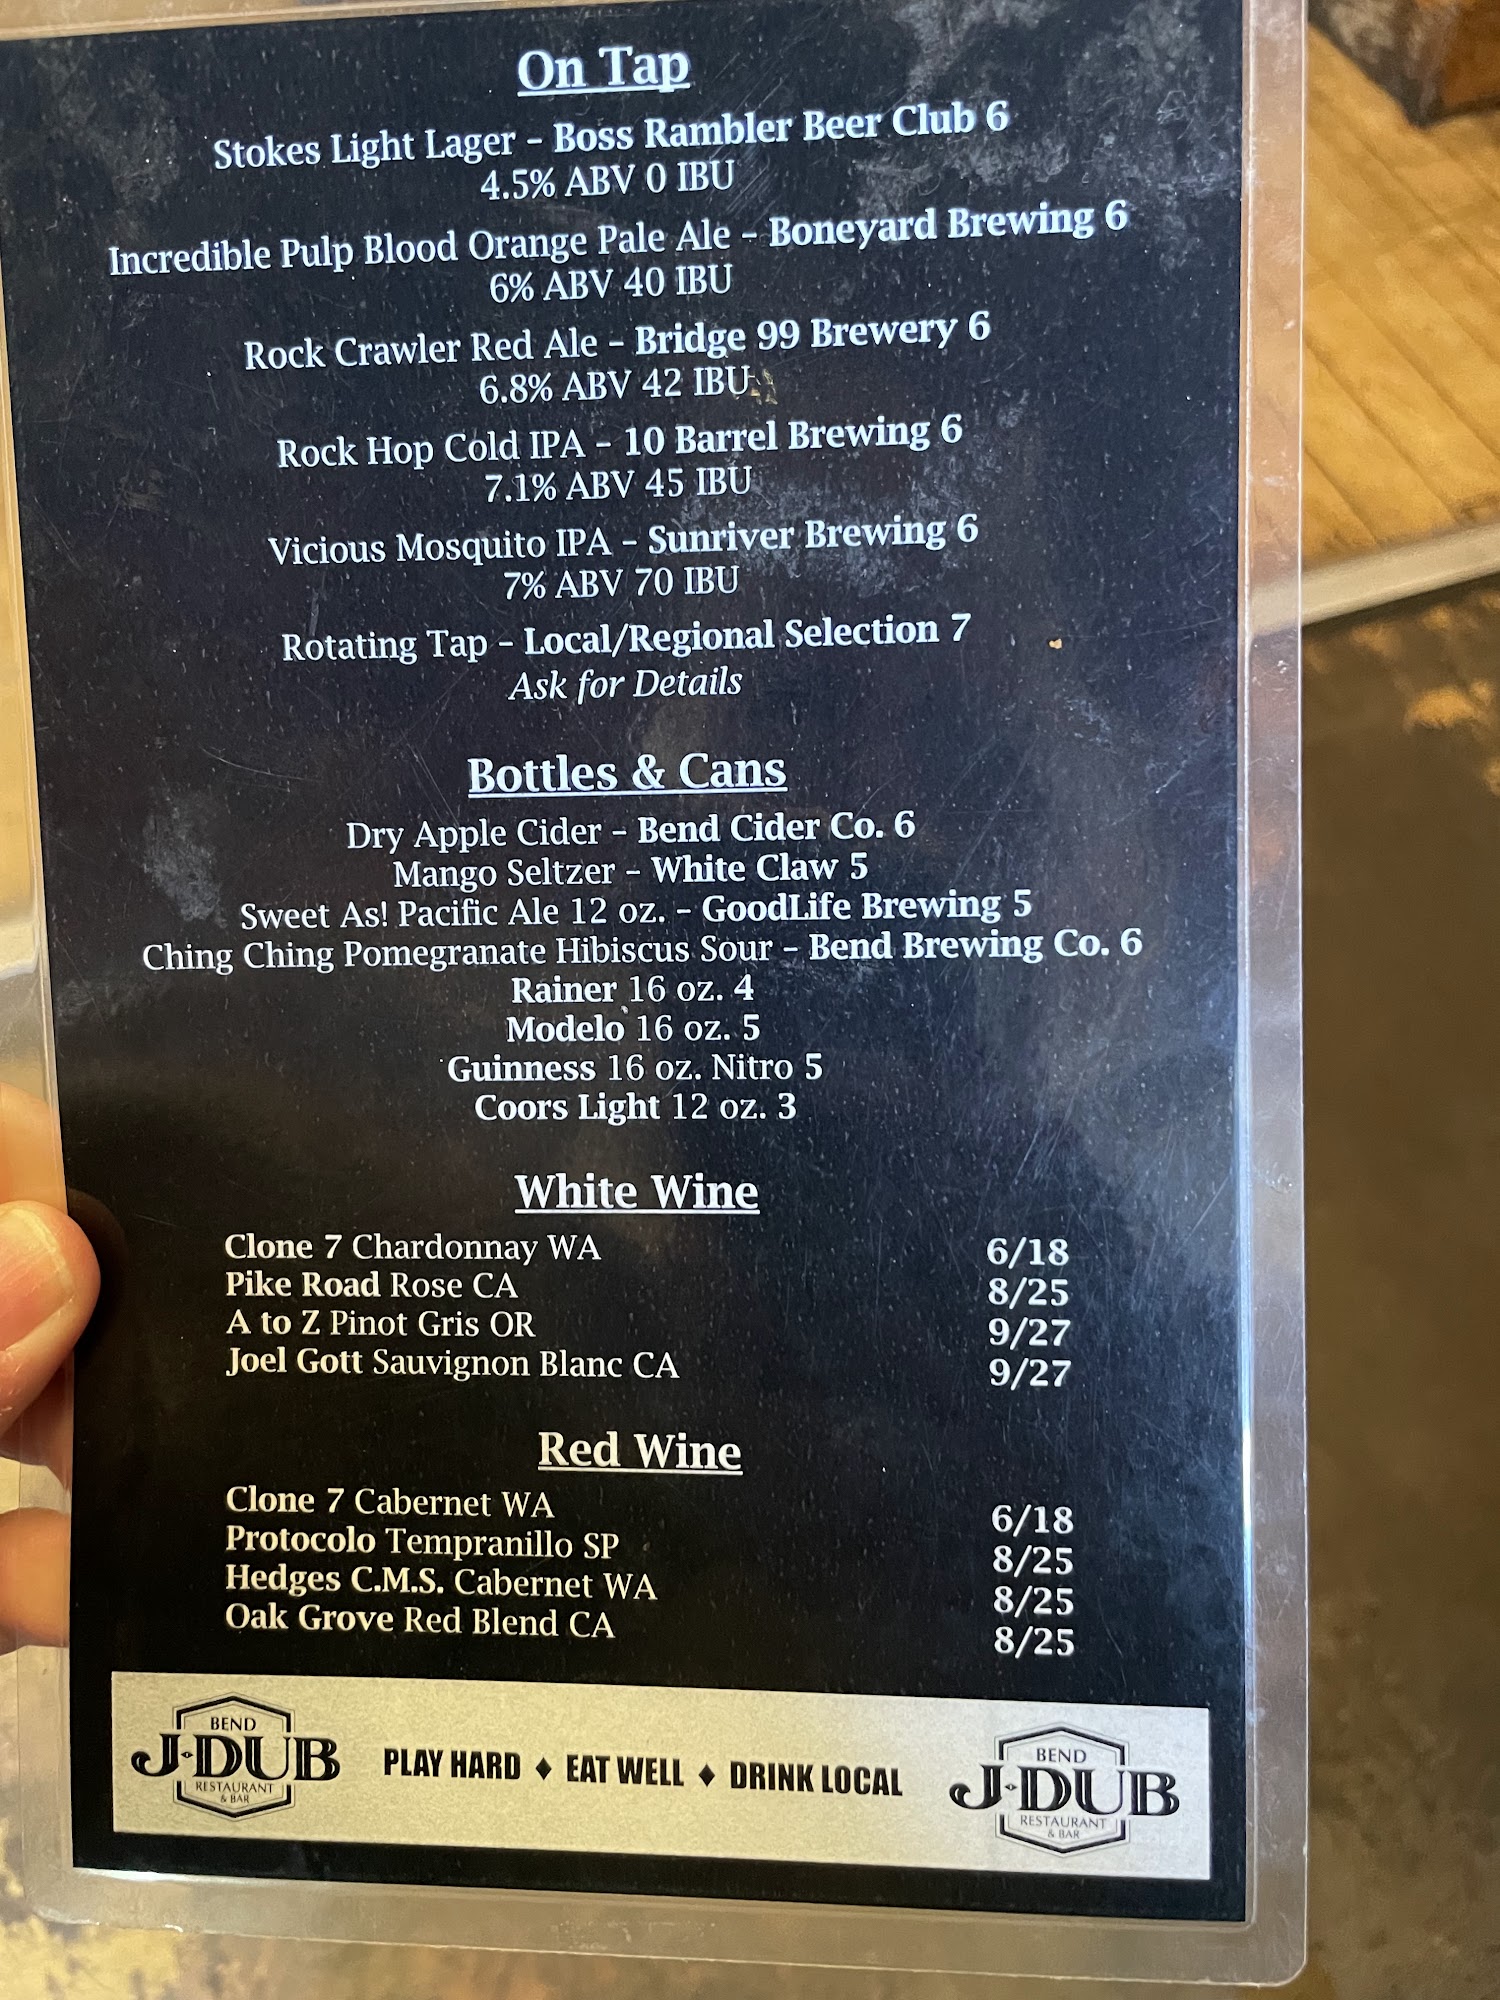 On Tap
Stokes Light Lager – Boss Rambler Beer Club 6
4.5% ABV 0 IBU
Incredible Pulp Blood Orange Pale Ale – Boneyard Brewing 6
6% ABV 40 IBU
Rock Crawler Red Ale – Bridge 99 Brewery 6
6.8% ABV 42 IBU
Rock Hop Cold IPA – 10 Barrel Brewing 6
7.1% ABV 45 IBU
Vicious Mosquito IPA – Sunriver Brewing 6
7% ABV 70 IBU
Rotating Tap – Local/Regional Selection 7
Ask for Details
Bottles & Cans
Dry Apple Cider – Bend Cider Co. 6
Mango Seltzer – White Claw 5
Sweet As! Pacific Ale 12 oz. – GoodLife Brewing 5
Ching Ching Pomegranate Hibiscus Sour – Bend Brewing Co. 6
Rainer 16 oz. 4
Modelo 16 oz. 5
Guinness 16 oz. Nitro 5
Coors Light 12 oz. 3
White Wine
Clone 7 Chardonnay WA 6/18
Pike Road Rose CA 8/25
A to Z Pinot Gris OR 9/27
Joel Gott Sauvignon Blanc CA 9/27
Red Wine
Clone 7 Cabernet WA 6/18
Protocolo Tempranillo SP 8/25
Hedges C.M.S. Cabernet WA 8/25
Oak Grove Red Blend CA 8/25
BEND
J·DUB
RESTAURANT
& BAR
PLAY HARD ♦ EAT WELL ♦ DRINK LOCAL
BEND
J·DUB
RESTAURANT
& BAR